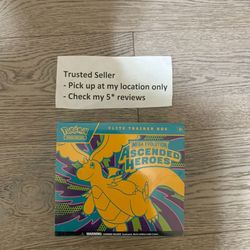 Trusted Seller
- Pick up at my location only
- Check my 5* reviews
ELITE TRAINER BOX
POKÉMON
MEGA EVOLUTION
ASCENDED
HEROES
WARNING